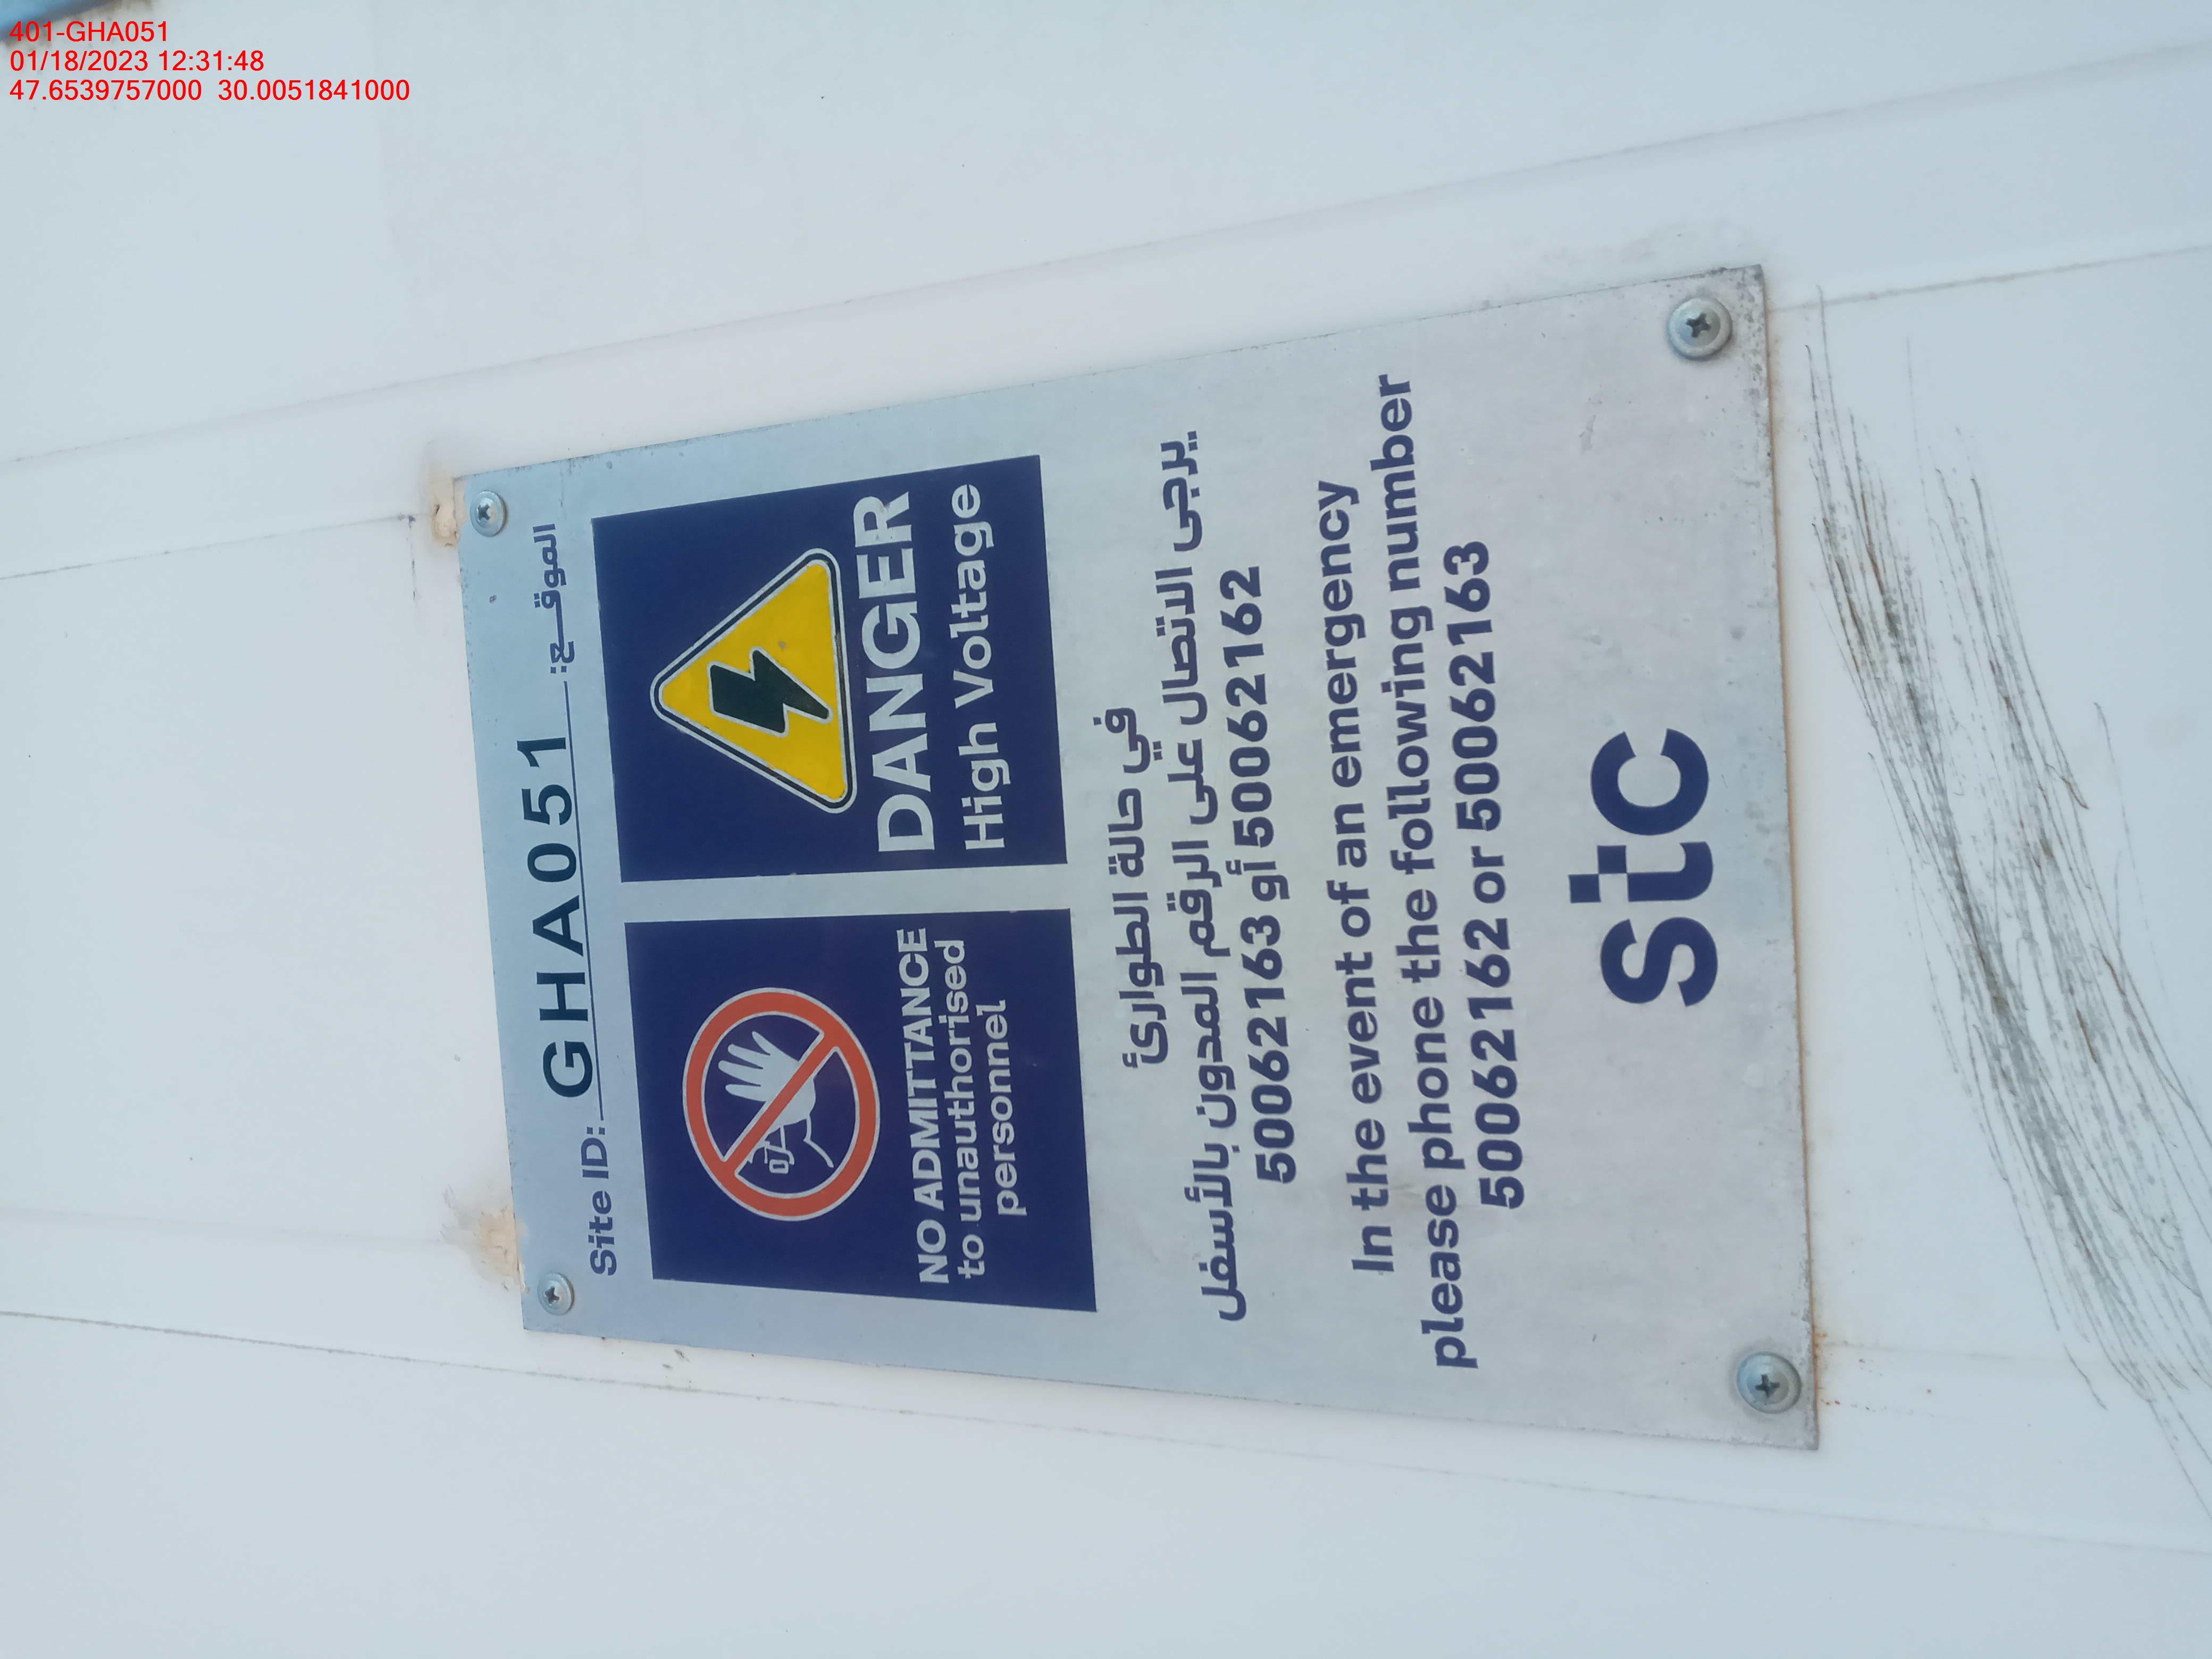 401-GHA051
01/18/2023 12:31:48
47.6539757000 30.0051841000
Site ID: GHA051 الموقـــع:
NO ADMITTANCE
to unauthorised
personnel
DANGER
High Voltage
في حالة الطوارئ
يرجى الاتصال على الرقم المدون بالأسفل
50062162 أو 50062163
In the event of an emergency
please phone the following number
50062162 or 50062163
stc